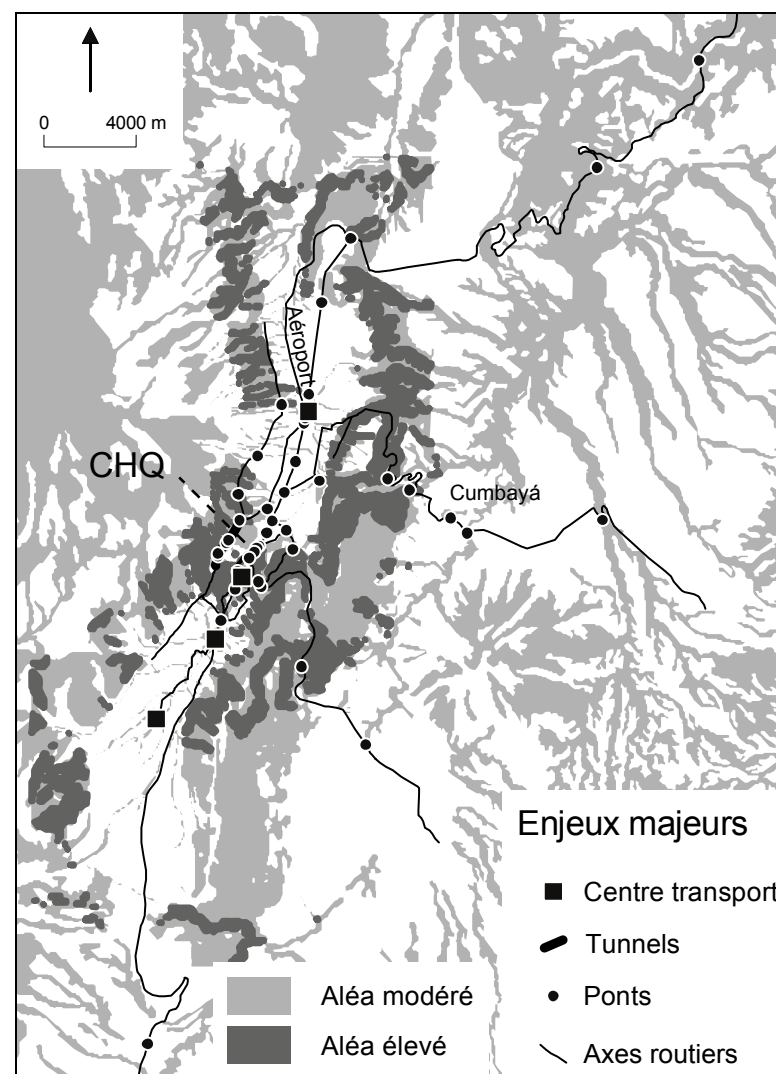 0 4000 m
Aéroport
CHQ
Cumbayá
Enjeux majeurs
Centre transport
Tunnels
Ponts
Axes routiers
Aléa modéré
Aléa élevé